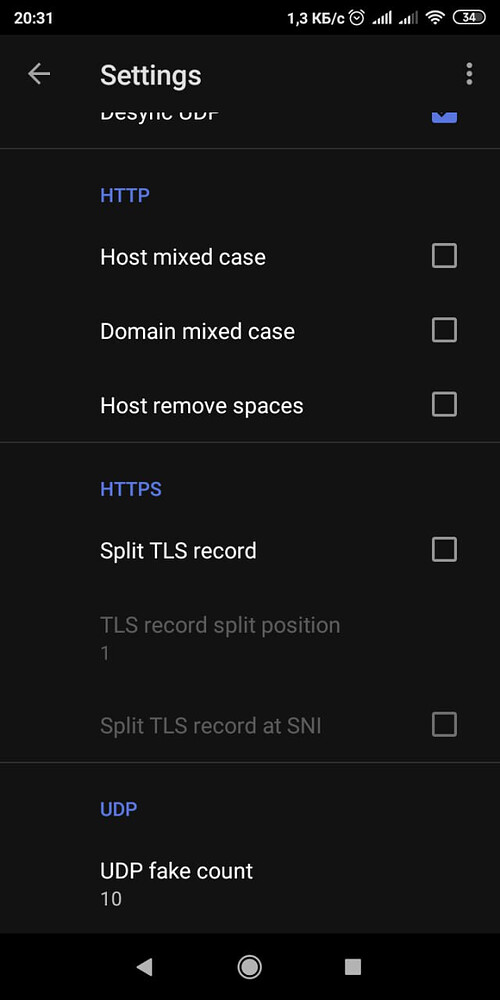 20:31
1,3 КБ/с
34
Settings
Desync UDP
HTTP
Host mixed case
Domain mixed case
Host remove spaces
HTTPS
Split TLS record
TLS record split position
1
Split TLS record at SNI
UDP
UDP fake count
10